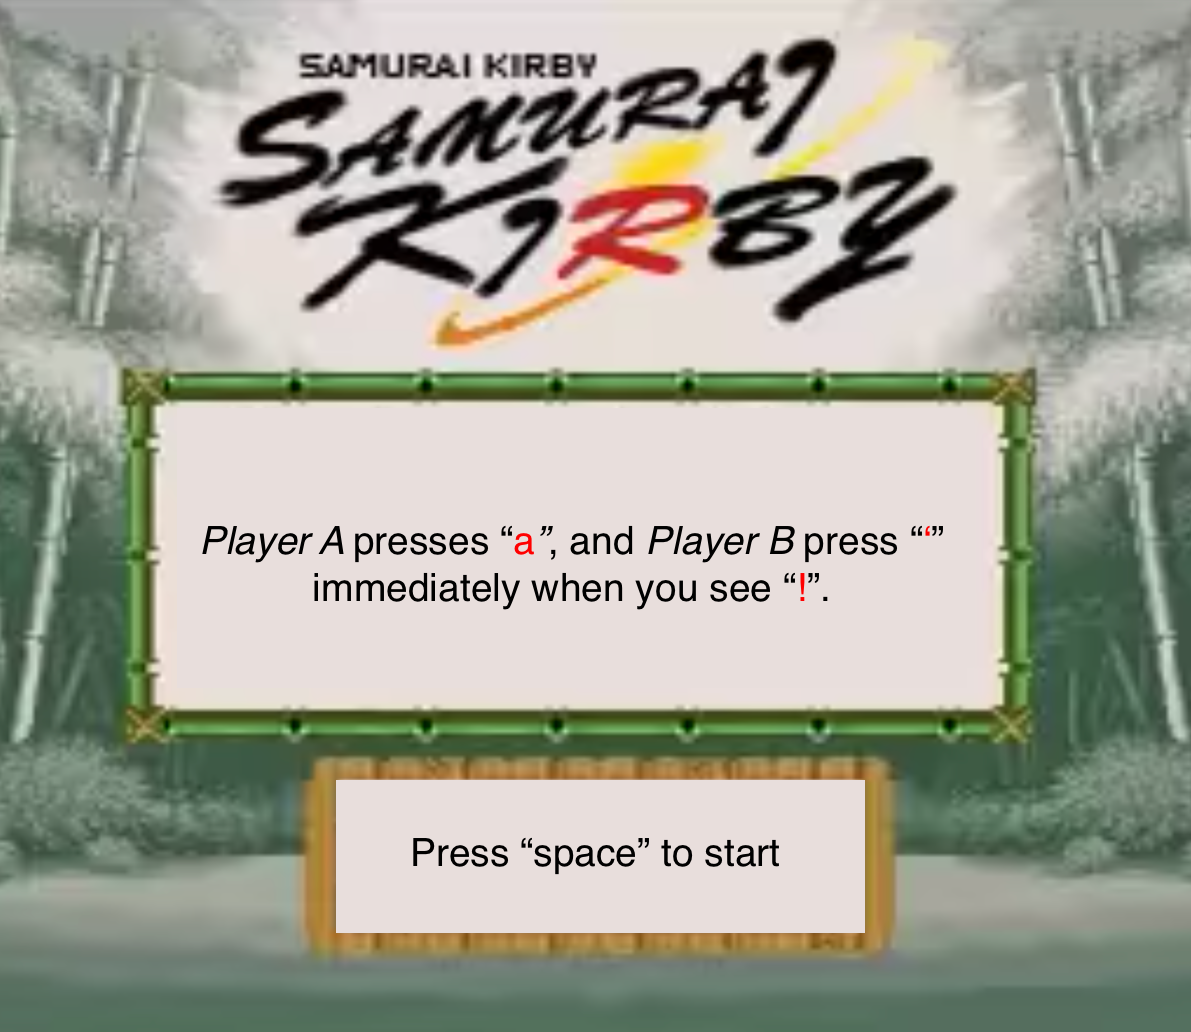 SAMURAI KIRBY
SAMURAI
KIRBY
Player A presses “a”, and Player B press “‘”
immediately when you see “!”.
Press “space” to start